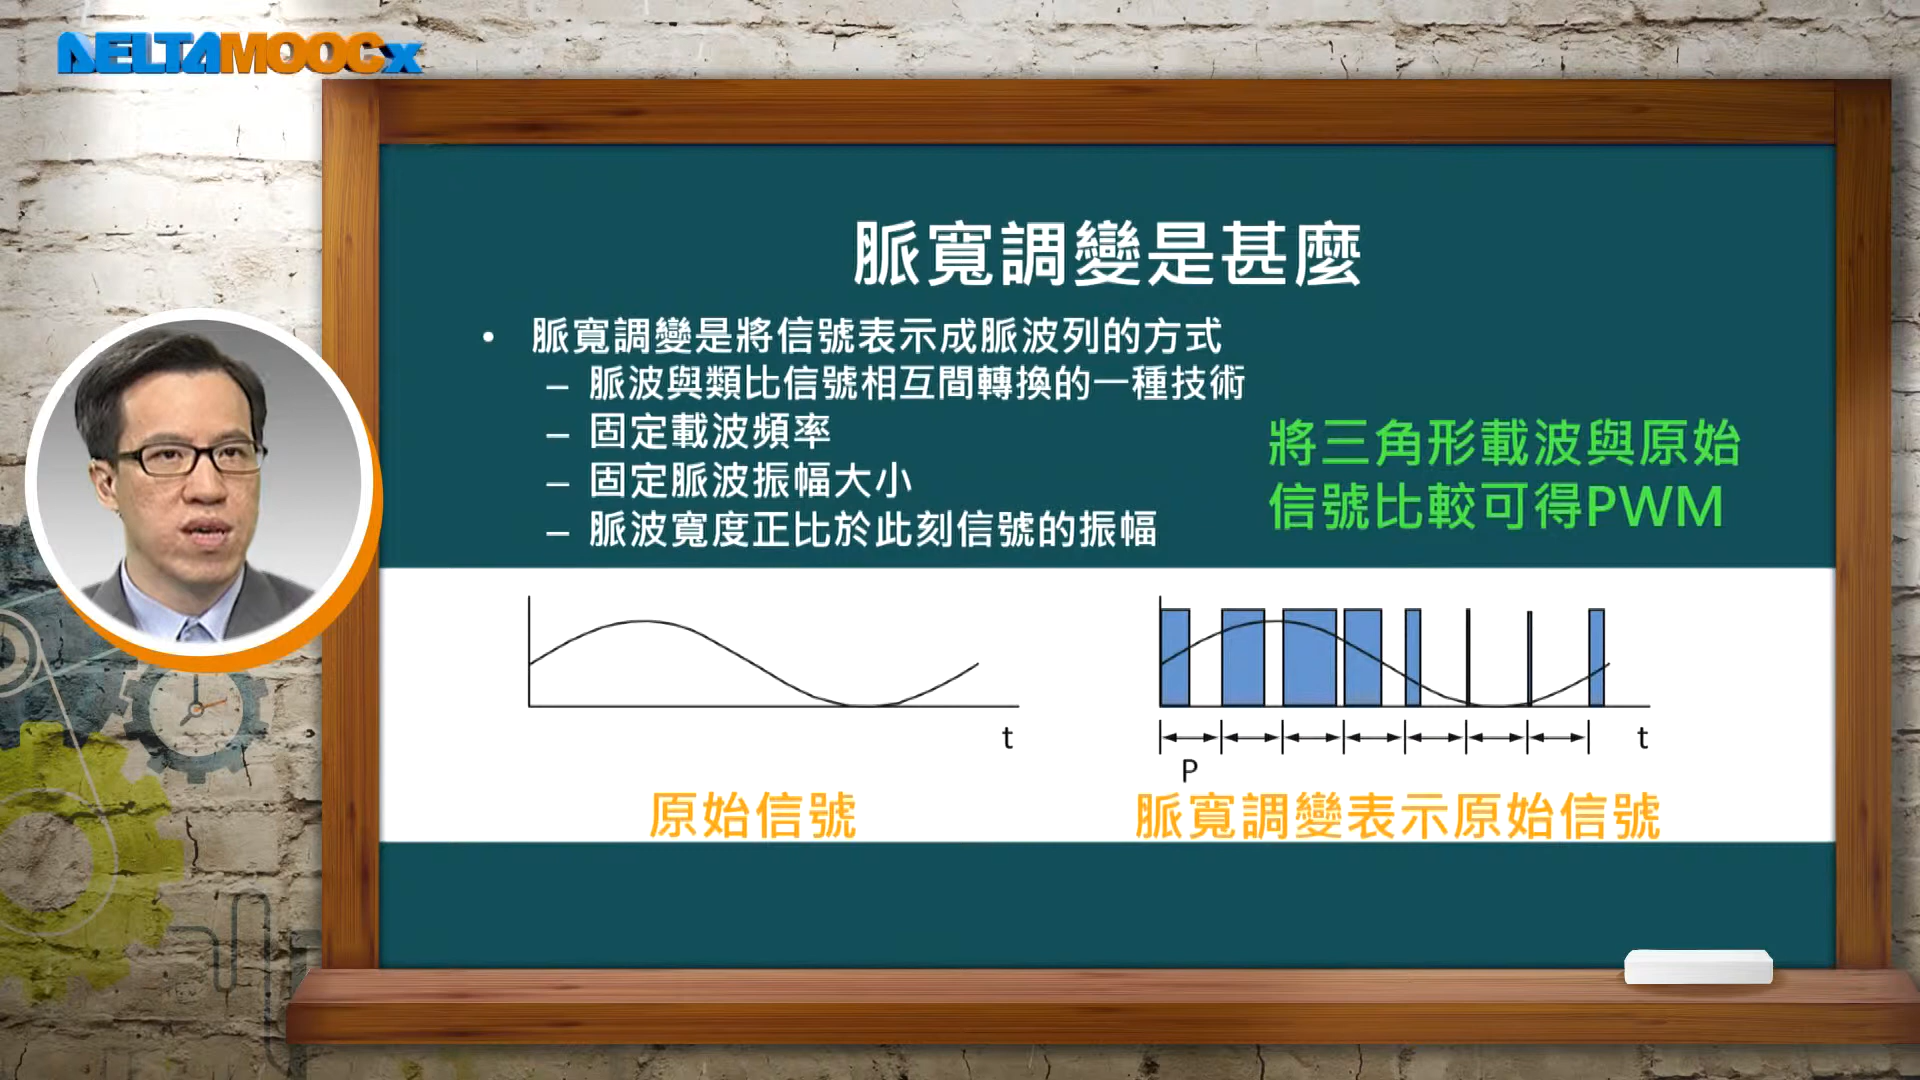 DELTAMOOCx
脈寬調變是甚麼
• 脈寬調變是將信號表示成脈波列的方式
– 脈波與類比信號相互間轉換的一種技術
– 固定載波頻率
– 固定脈波振幅大小
– 脈波寬度正比於此刻信號的振幅
將三角形載波與原始
信號比較可得PWM
t
t
P
原始信號
脈寬調變表示原始信號